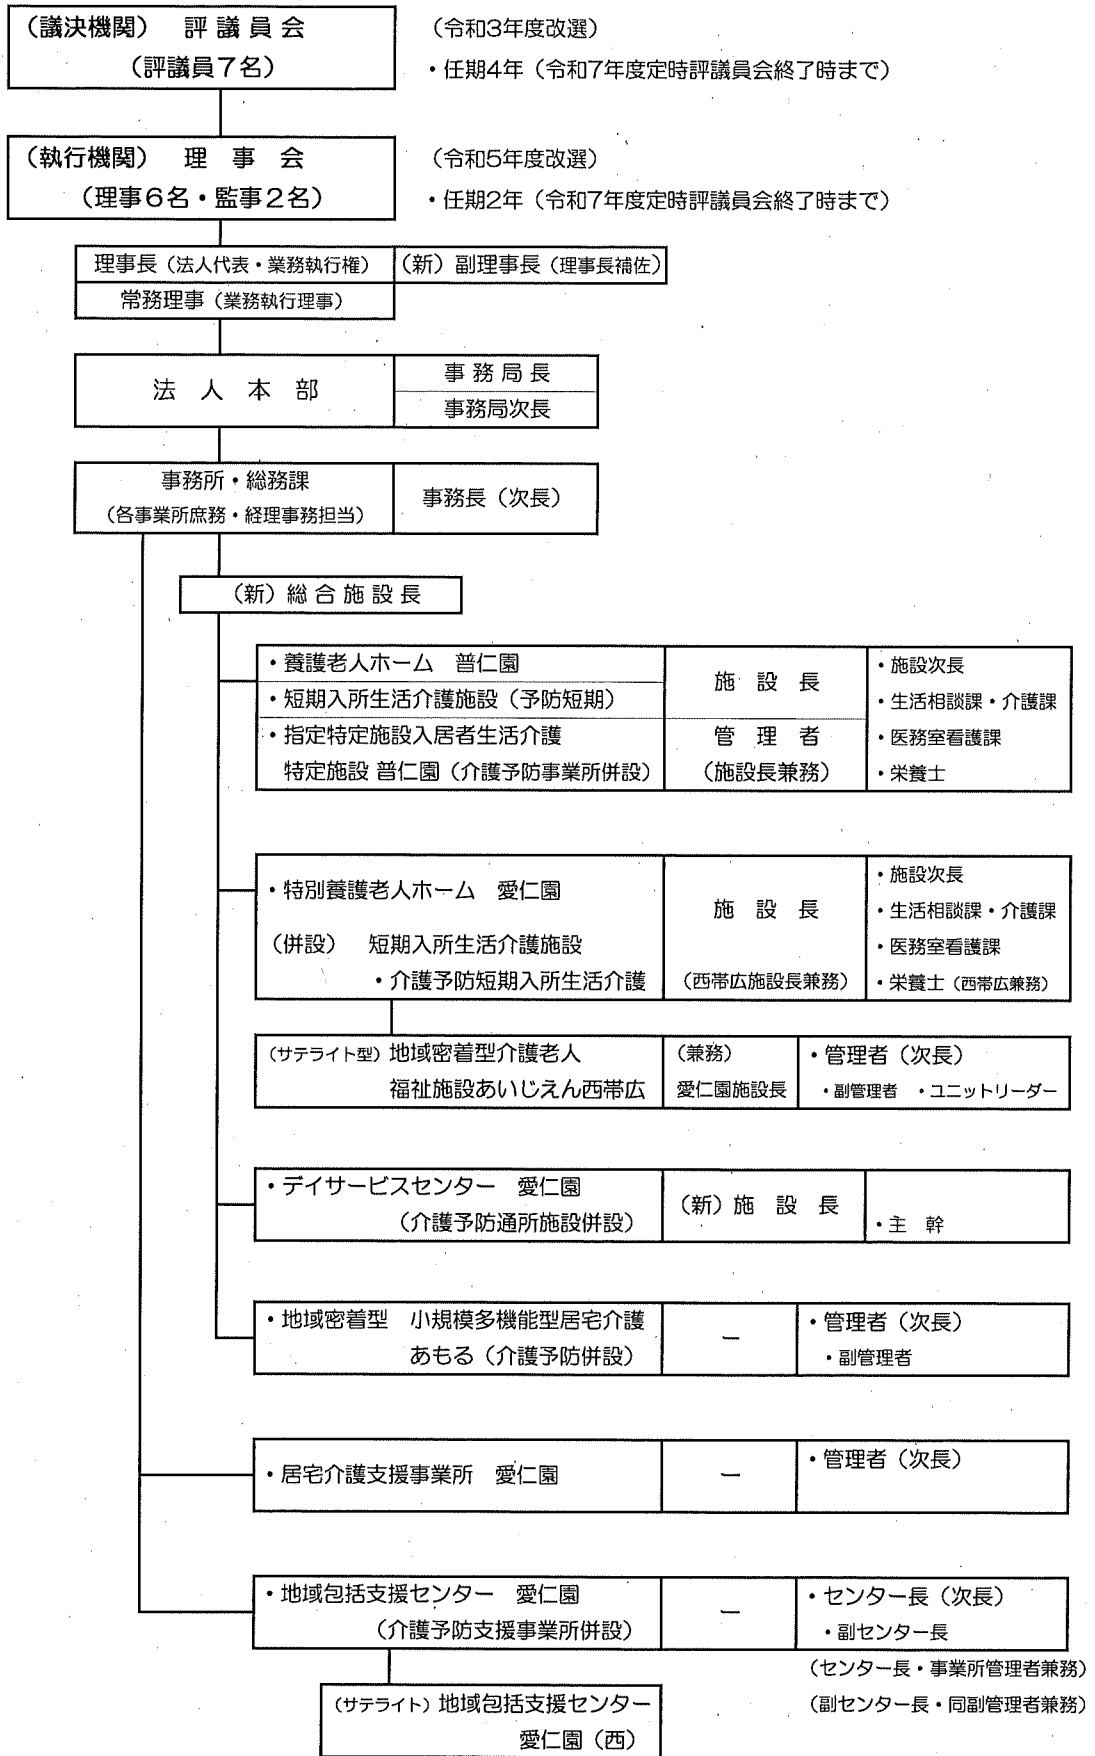 (議決機関) 評議員会
(評議員7名)
(令和3年度改選)
・任期4年(令和7年度定時評議員会終了時まで)
(執行機関) 理事会
(理事6名・監事2名)
(令和5年度改選)
・任期2年(令和7年度定時評議員会終了時まで)
理事長(法人代表・業務執行権)
(新)副理事長(理事長補佐)
常務理事(業務執行理事)
法人本部
事務局長
事務局次長
事務所・総務課
(各事業所庶務・経理事務担当)
事務長(次長)
(新)総合施設長
・養護老人ホーム 普仁園
・短期入所生活介護施設(予防短期)
・指定特定施設入居者生活介護
特定施設 普仁園(介護予防事業所併設)
施設長
管理者
(施設長兼務)
・施設次長
・生活相談課・介護課
・医務室看護課
・栄養士
・特別養護老人ホーム 愛仁園
(併設) 短期入所生活介護施設
・介護予防短期入所生活介護
施設長
(西帯広施設長兼務)
・施設次長
・生活相談課・介護課
・医務室看護課
・栄養士(西帯広兼務)
(サテライト型)地域密着型介護老人
福祉施設あいじえん西帯広
(兼務)
愛仁園施設長
・管理者(次長)
・副管理者 ・ユニットリーダー
・デイサービスセンター 愛仁園
(介護予防通所施設併設)
(新)施設長
・主幹
・地域密着型 小規模多機能型居宅介護
あもる(介護予防併設)
ー
・管理者(次長)
・副管理者
・居宅介護支援事業所 愛仁園
ー
・管理者(次長)
・地域包括支援センター 愛仁園
(介護予防支援事業所併設)
ー
・センター長(次長)
・副センター長
(センター長・事業所管理者兼務)
(副センター長・同副管理者兼務)
(サテライト)地域包括支援センター
愛仁園(西)